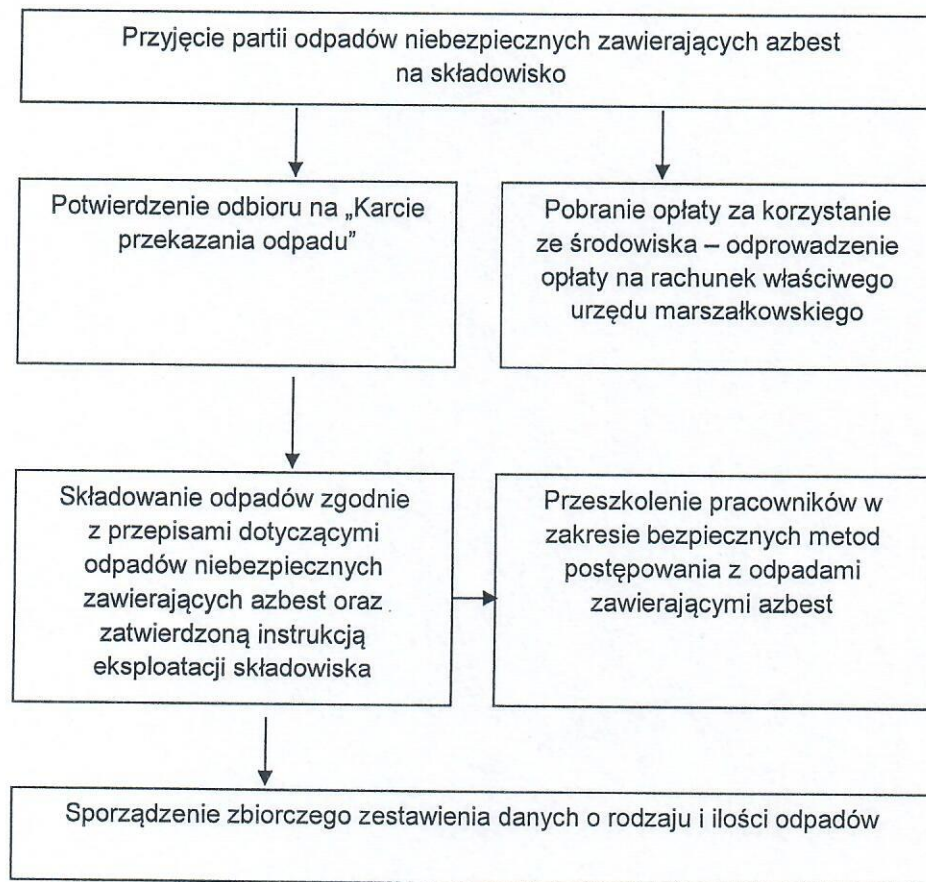 Przyjęcie partii odpadów niebezpiecznych zawierających azbest
na składowisko
Potwierdzenie odbioru na „Karcie
przekazania odpadu”
Pobranie opłaty za korzystanie
ze środowiska – odprowadzenie
opłaty na rachunek właściwego
urzędu marszałkowskiego
Składowanie odpadów zgodnie
z przepisami dotyczącymi
odpadów niebezpiecznych
zawierających azbest oraz
zatwierdzoną instrukcją
eksploatacji składowiska
Przeszkolenie pracowników w
zakresie bezpiecznych metod
postępowania z odpadami
zawierającymi azbest
Sporządzenie zbiorczego zestawienia danych o rodzaju i ilości odpadów